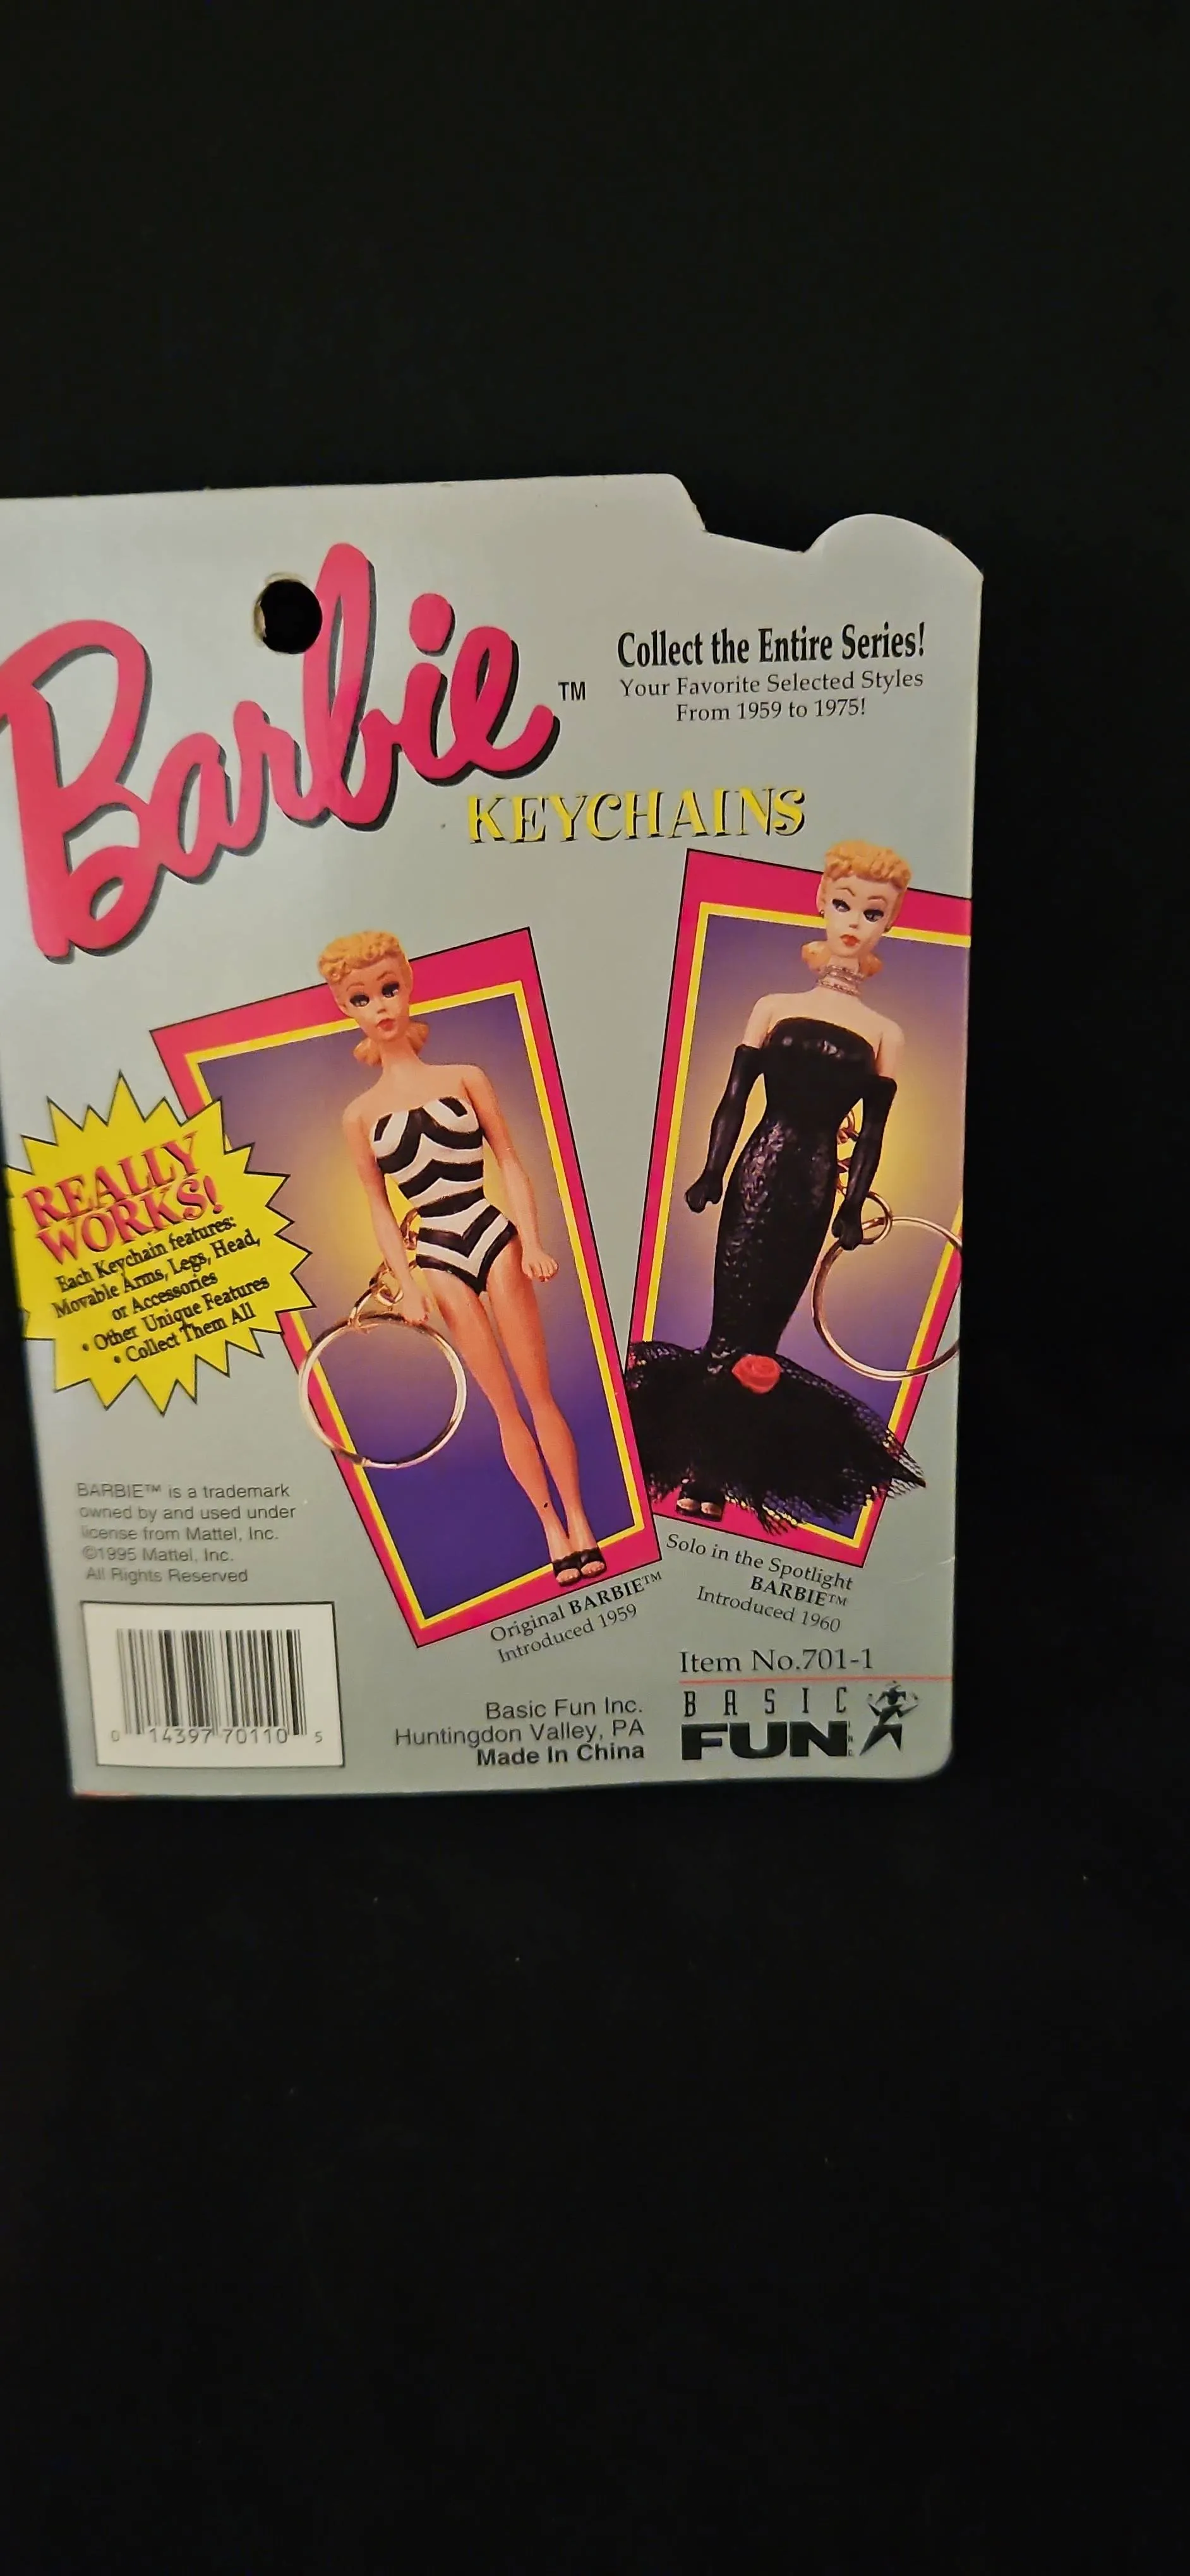 Barbie™
Collect the Entire Series!
Your Favorite Selected Styles
From 1959 to 1975!
KEYCHAINS
REALLY
WORKS!
Each Keychain features:
Movable Arms, Legs, Head,
or Accessories
• Other Unique Features
• Collect Them All
BARBIE™ is a trademark
owned by and used under
license from Mattel, Inc.
©1995 Mattel, Inc.
All Rights Reserved
Original BARBIE™
Introduced 1959
Solo in the Spotlight
BARBIE™
Introduced 1960
0 14397 70110 5
Basic Fun Inc.
Huntingdon Valley, PA
Made In China
Item No.701-1
BASIC
FUN INC.